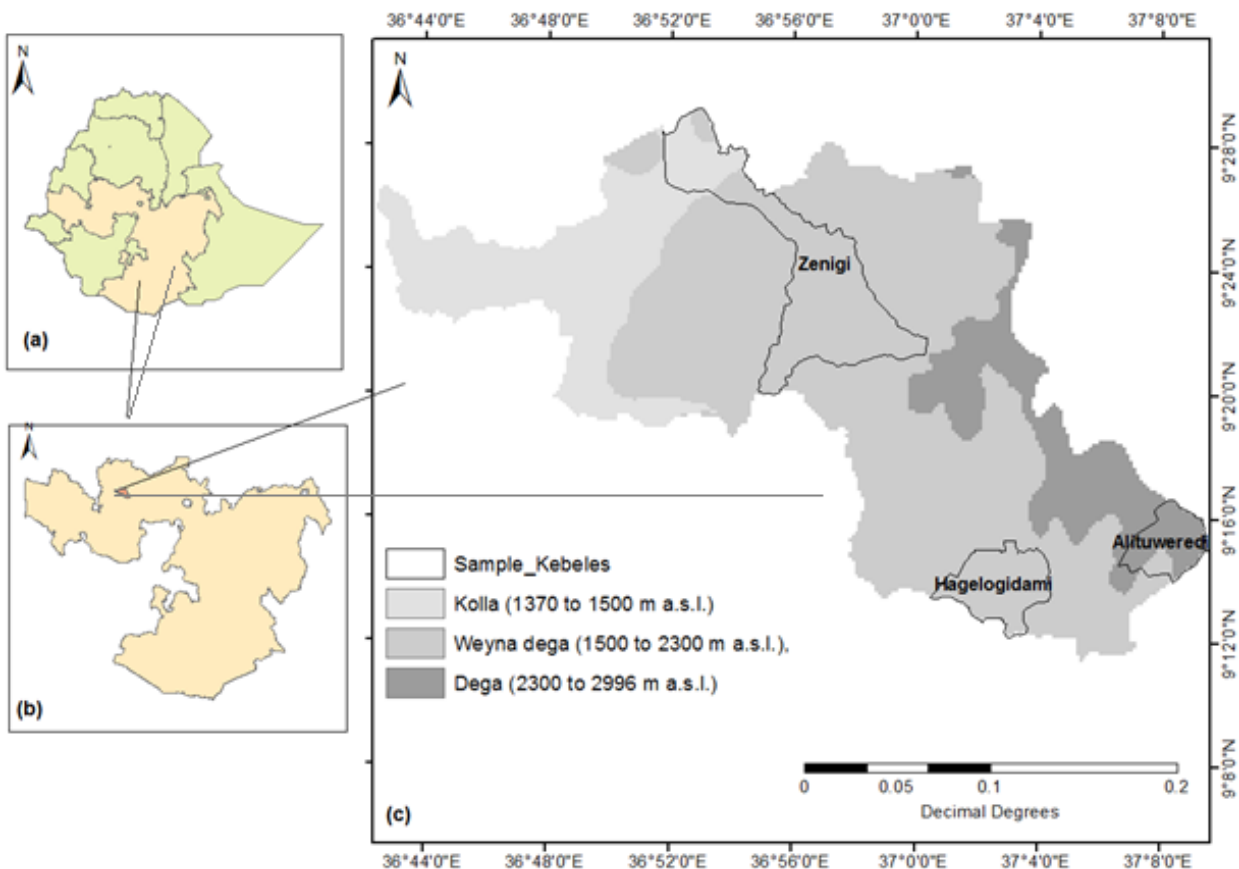 36°44'0"E 36°48'0"E 36°52'0"E 36°56'0"E 37°0'0"E 37°4'0"E 37°8'0"E
N
(a)
N
(b)
N
Zenigi
Alituwered
Hagelogidami
Sample_Kebeles
Kolla (1370 to 1500 m a.s.l.)
Weyna dega (1500 to 2300 m a.s.l.),
Dega (2300 to 2996 m a.s.l.)
0 0.05 0.1 0.2
Decimal Degrees
(c)
9°28'0"N
9°24'0"N
9°20'0"N
9°16'0"N
9°12'0"N
9°8'0"N
36°44'0"E 36°48'0"E 36°52'0"E 36°56'0"E 37°0'0"E 37°4'0"E 37°8'0"E